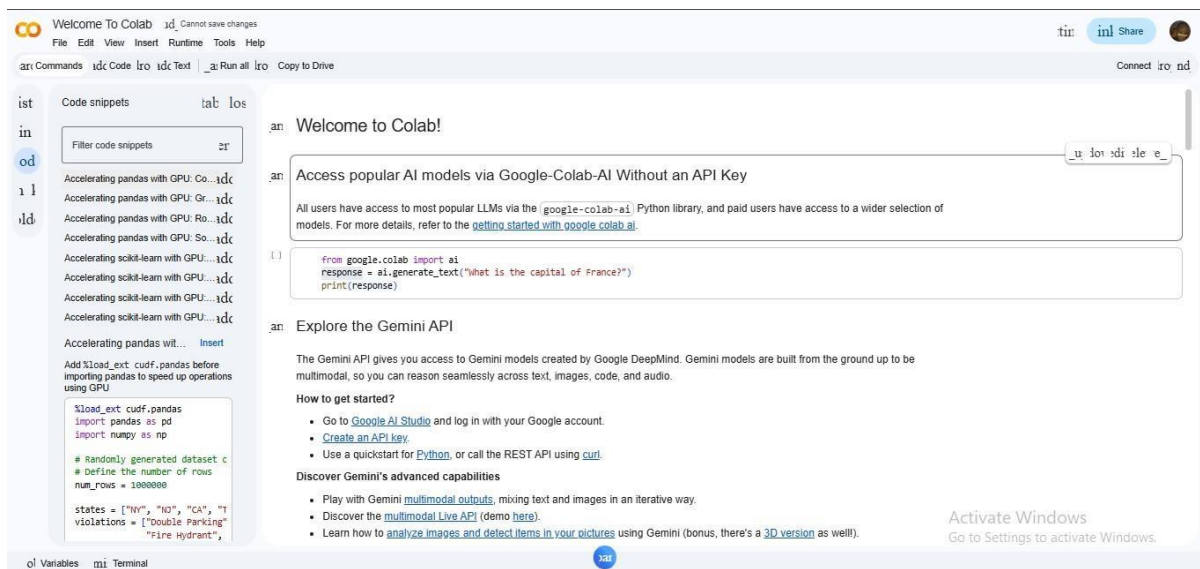 Welcome To Colab Cannot save changes
File Edit View Insert Runtime Tools Help
Share
Commands Code Text Run all Copy to Drive
Connect
Code snippets
Filter code snippets
Accelerating pandas with GPU: Co...
Accelerating pandas with GPU: Gr...
Accelerating pandas with GPU: Ro...
Accelerating pandas with GPU: So...
Accelerating scikit-learn with GPU:...
Accelerating scikit-learn with GPU:...
Accelerating scikit-learn with GPU:...
Accelerating scikit-learn with GPU:...
Accelerating pandas wit... Insert
Add %load_ext cudf.pandas before
importing pandas to speed up operations
using GPU
%load_ext cudf.pandas
import pandas as pd
import numpy as np
# Randomly generated dataset c
# Define the number of rows
num_rows = 1000000
states = ["NY", "NJ", "CA", "T
violations = ["Double Parking"
"Fire Hydrant",
Welcome to Colab!
Access popular AI models via Google-Colab-AI Without an API Key
All users have access to most popular LLMs via the google-colab-ai Python library, and paid users have access to a wider selection of
models. For more details, refer to the getting started with google colab ai.
[ ]
from google.colab import ai
response = ai.generate_text("What is the capital of France?")
print(response)
Explore the Gemini API
The Gemini API gives you access to Gemini models created by Google DeepMind. Gemini models are built from the ground up to be
multimodal, so you can reason seamlessly across text, images, code, and audio.
How to get started?
• Go to Google AI Studio and log in with your Google account.
• Create an API key.
• Use a quickstart for Python, or call the REST API using curl.
Discover Gemini's advanced capabilities
• Play with Gemini multimodal outputs, mixing text and images in an iterative way.
• Discover the multimodal Live API (demo here).
• Learn how to analyze images and detect items in your pictures using Gemini (bonus, there's a 3D version as well!).
Activate Windows
Go to Settings to activate Windows.
Variables Terminal